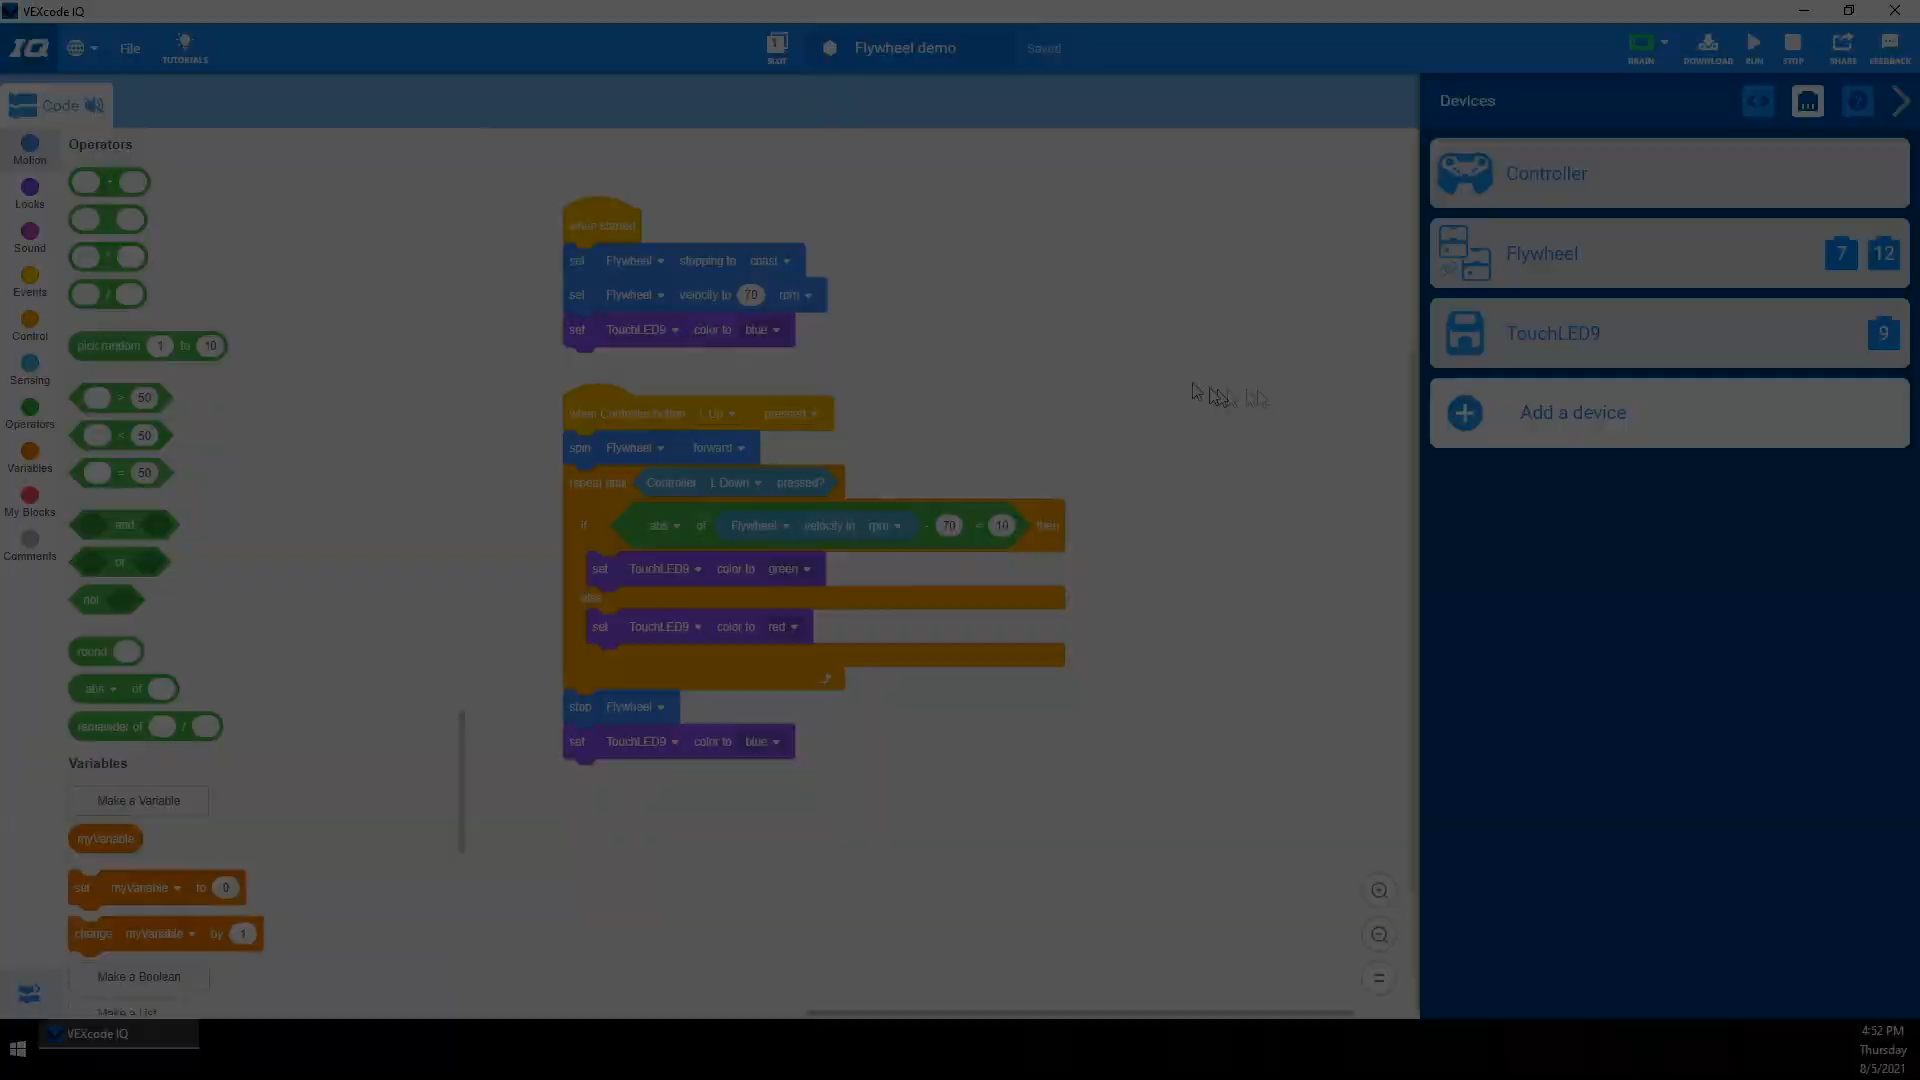 VEXcode IQ
IQ File TUTORIALS 1 SLOT Flywheel demo Saved BRAIN DOWNLOAD RUN STOP SHARE FEEDBACK
Code
Devices
Motion
Looks
Sound
Events
Control
Sensing
Operators
Variables
My Blocks
Comments
Operators
/
pick random 1 to 10
> 50
< 50
= 50
and
or
not
round
abs of
remainder of /
Variables
Make a Variable
myVariable
set myVariable to 0
change myVariable by 1
Make a Boolean
Make a List
when started
set Flywheel stopping to coast
set Flywheel velocity to 70 rpm
set TouchLED9 color to blue
when Controller button L Up pressed
spin Flywheel forward
repeat until Controller L Down pressed?
if abs of Flywheel velocity in rpm - 70 < 10 then
set TouchLED9 color to green
else
set TouchLED9 color to red
stop Flywheel
set TouchLED9 color to blue
Controller
Flywheel 7 12
TouchLED9 9
Add a device
VEXcode IQ
4:52 PM
Thursday
8/5/2021